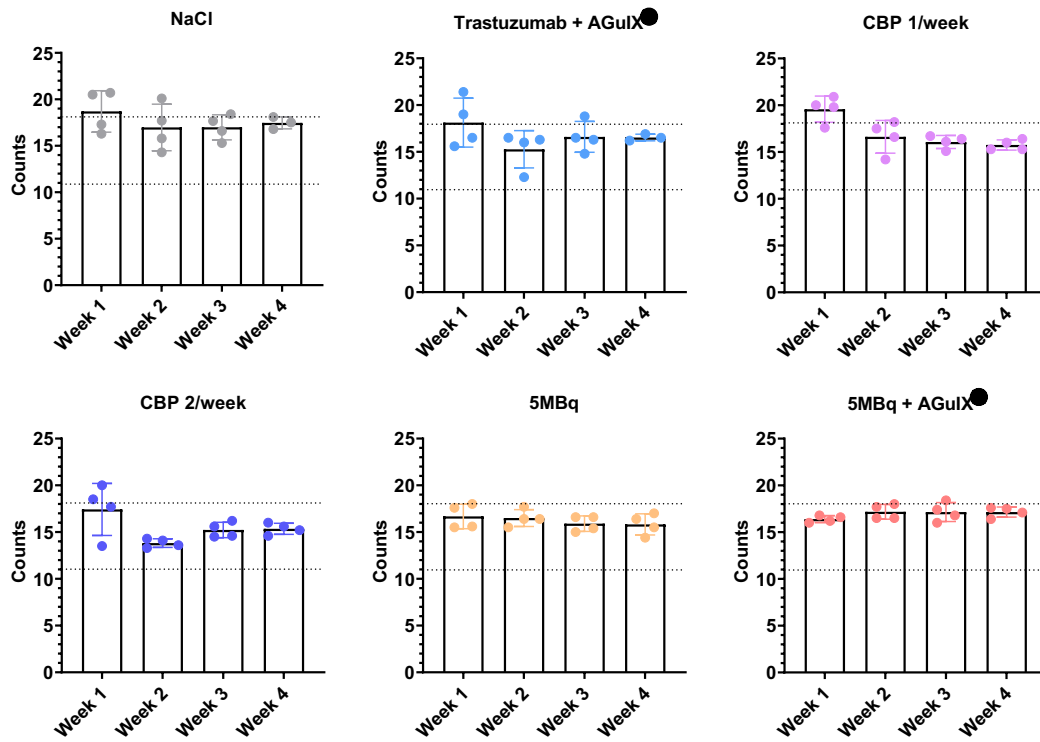 NaCl
Counts
25
20
15
10
5
0
Week 1
Week 2
Week 3
Week 4
Trastuzumab + AGuIX
Counts
25
20
15
10
5
0
Week 1
Week 2
Week 3
Week 4
CBP 1/week
Counts
25
20
15
10
5
0
Week 1
Week 2
Week 3
Week 4
CBP 2/week
Counts
25
20
15
10
5
0
Week 1
Week 2
Week 3
Week 4
5MBq
Counts
25
20
15
10
5
0
Week 1
Week 2
Week 3
Week 4
5MBq + AGuIX
Counts
25
20
15
10
5
0
Week 1
Week 2
Week 3
Week 4